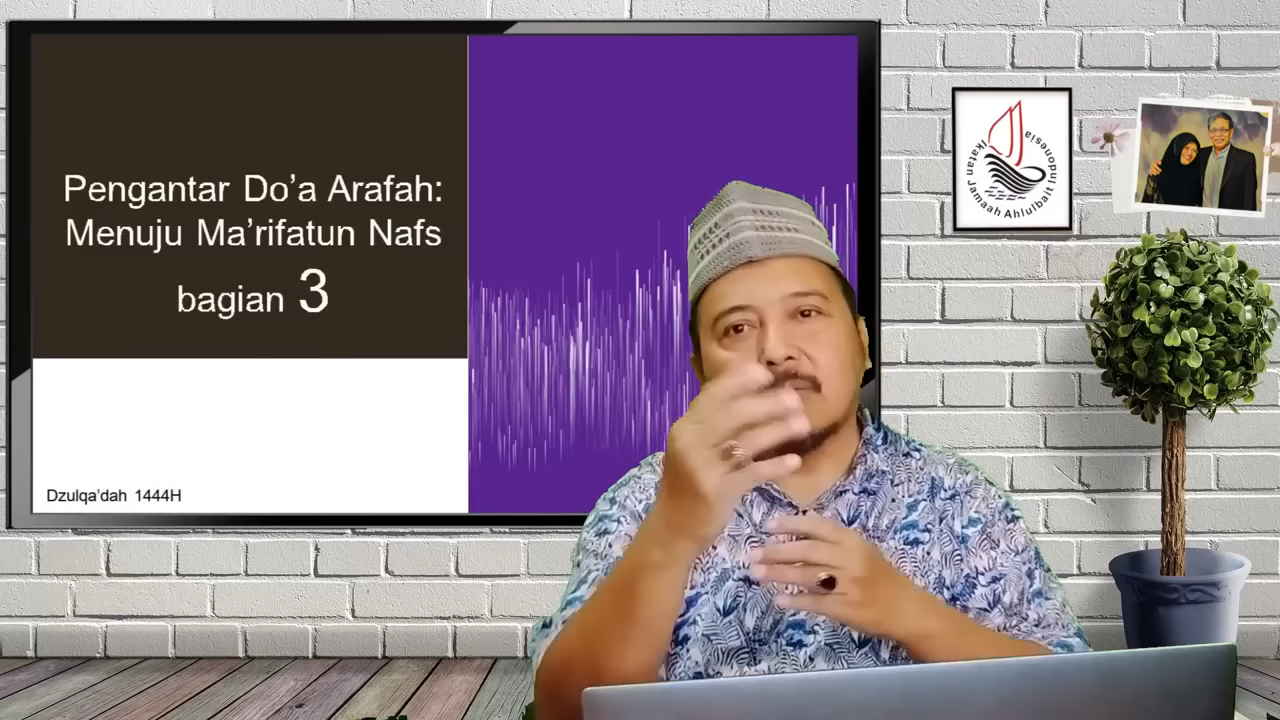 Pengantar Do’a Arafah:
Menuju Ma’rifatun Nafs
bagian 3
Dzulqa’dah 1444H
Ikatan Jamaah Ahlulbait Indonesia